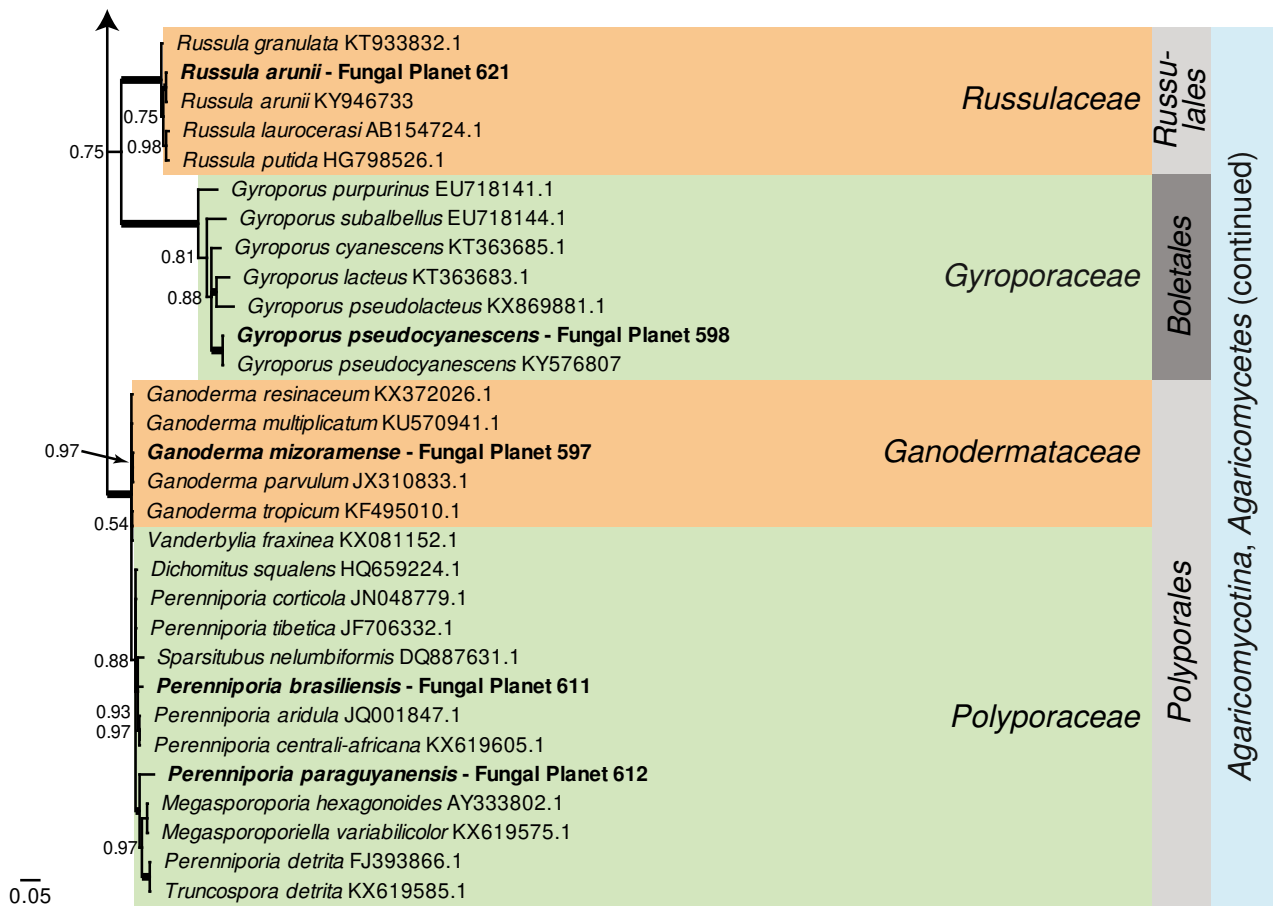 Russula granulata KT933832.1
Russula arunii - Fungal Planet 621
Russula arunii KY946733
0.75
Russula laurocerasi AB154724.1
0.98
0.75
Russula putida HG798526.1
Russulaceae
Russu-
lales
Gyroporus purpurinus EU718141.1
Gyroporus subalbellus EU718144.1
Gyroporus cyanescens KT363685.1
0.81
Gyroporus lacteus KT363683.1
0.88
Gyroporus pseudolacteus KX869881.1
Gyroporus pseudocyanescens - Fungal Planet 598
Gyroporus pseudocyanescens KY576807
Gyroporaceae
Boletales
Ganoderma resinaceum KX372026.1
Ganoderma multiplicatum KU570941.1
0.97
Ganoderma mizoramense - Fungal Planet 597
Ganoderma parvulum JX310833.1
Ganoderma tropicum KF495010.1
Ganodermataceae
0.54
Vanderbylia fraxinea KX081152.1
Dichomitus squalens HQ659224.1
Perenniporia corticola JN048779.1
Perenniporia tibetica JF706332.1
Sparsitubus nelumbiformis DQ887631.1
0.88
Perenniporia brasiliensis - Fungal Planet 611
0.93
Perenniporia aridula JQ001847.1
0.97
Perenniporia centrali-africana KX619605.1
Perenniporia paraguyanensis - Fungal Planet 612
Megasporoporia hexagonoides AY333802.1
Megasporoporiella variabilicolor KX619575.1
0.97
Perenniporia detrita FJ393866.1
Truncospora detrita KX619585.1
Polyporaceae
Polyporales
Agaricomycotina, Agaricomycetes (continued)
0.05